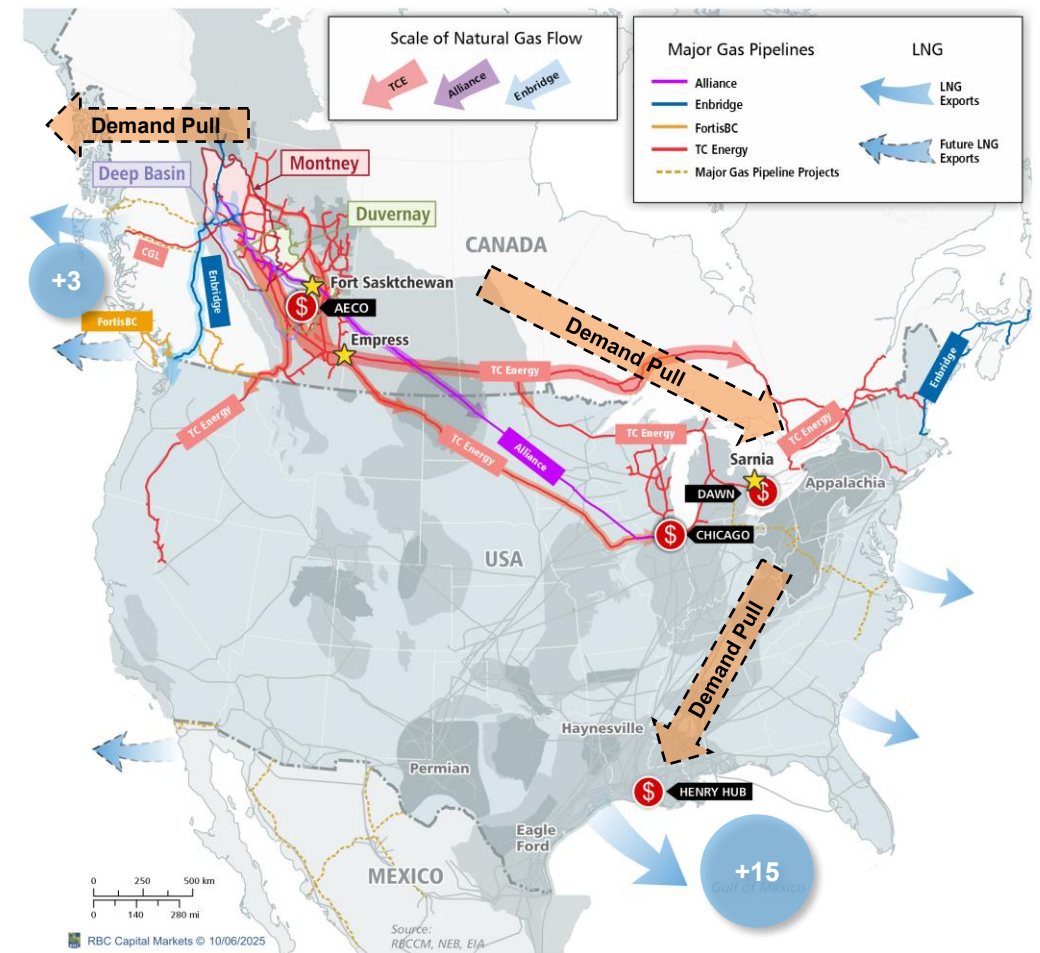 Scale of Natural Gas Flow
TCE
Alliance
Enbridge
Major Gas Pipelines
Alliance
Enbridge
FortisBC
TC Energy
Major Gas Pipeline Projects
LNG
LNG
Exports
Future LNG
Exports
Demand Pull
Deep Basin
Montney
Duvernay
CANADA
CGL
+3
Enbridge
FortisBC
Fort Sasktchewan
$
AECO
Empress
Demand Pull
TC Energy
Enbridge
TC Energy
TC Energy
Alliance
TC Energy
TC Energy
Sarnia
DAWN
$
Appalachia
$
CHICAGO
USA
Demand Pull
Haynesville
Permian
$
HENRY HUB
Eagle
Ford
MEXICO
+15
Gulf of Mexico
0 250 500 km
0 140 280 mi
Source:
RBCCM, NEB, EIA
RBC Capital Markets © 10/06/2025